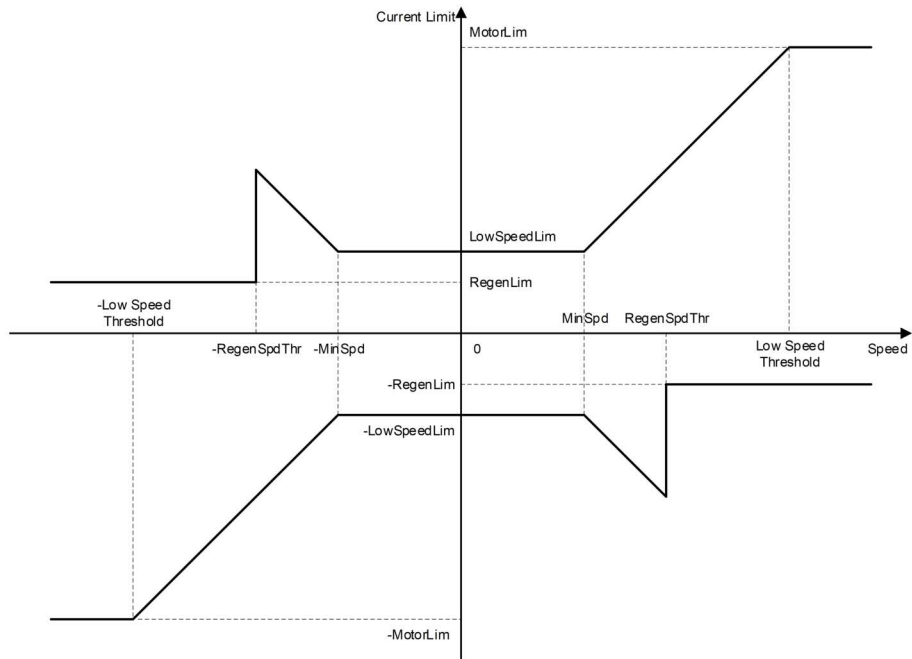 Current Limit
MotorLim
LowSpeedLim
RegenLim
-Low Speed
Threshold
MinSpd
RegenSpdThr
-RegenSpdThr
-MinSpd
0
Low Speed
Threshold
Speed
-RegenLim
-LowSpeedLim
-MotorLim